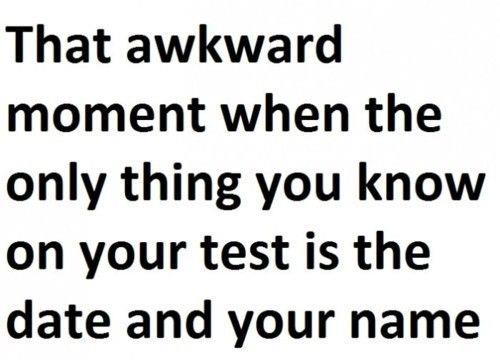 That awkward
moment when the
only thing you know
on your test is the
date and your name